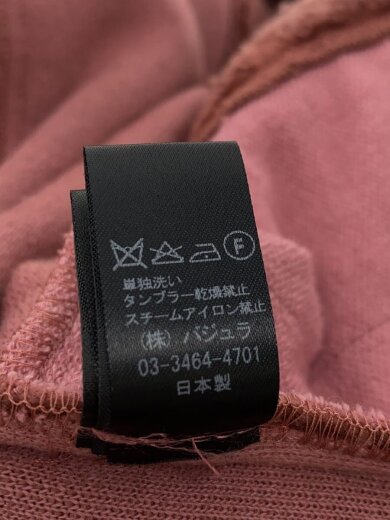 F
単独洗い
タンブラー乾燥禁止
スチームアイロン禁止
(株) バジュラ
03-3464-4701
日本製